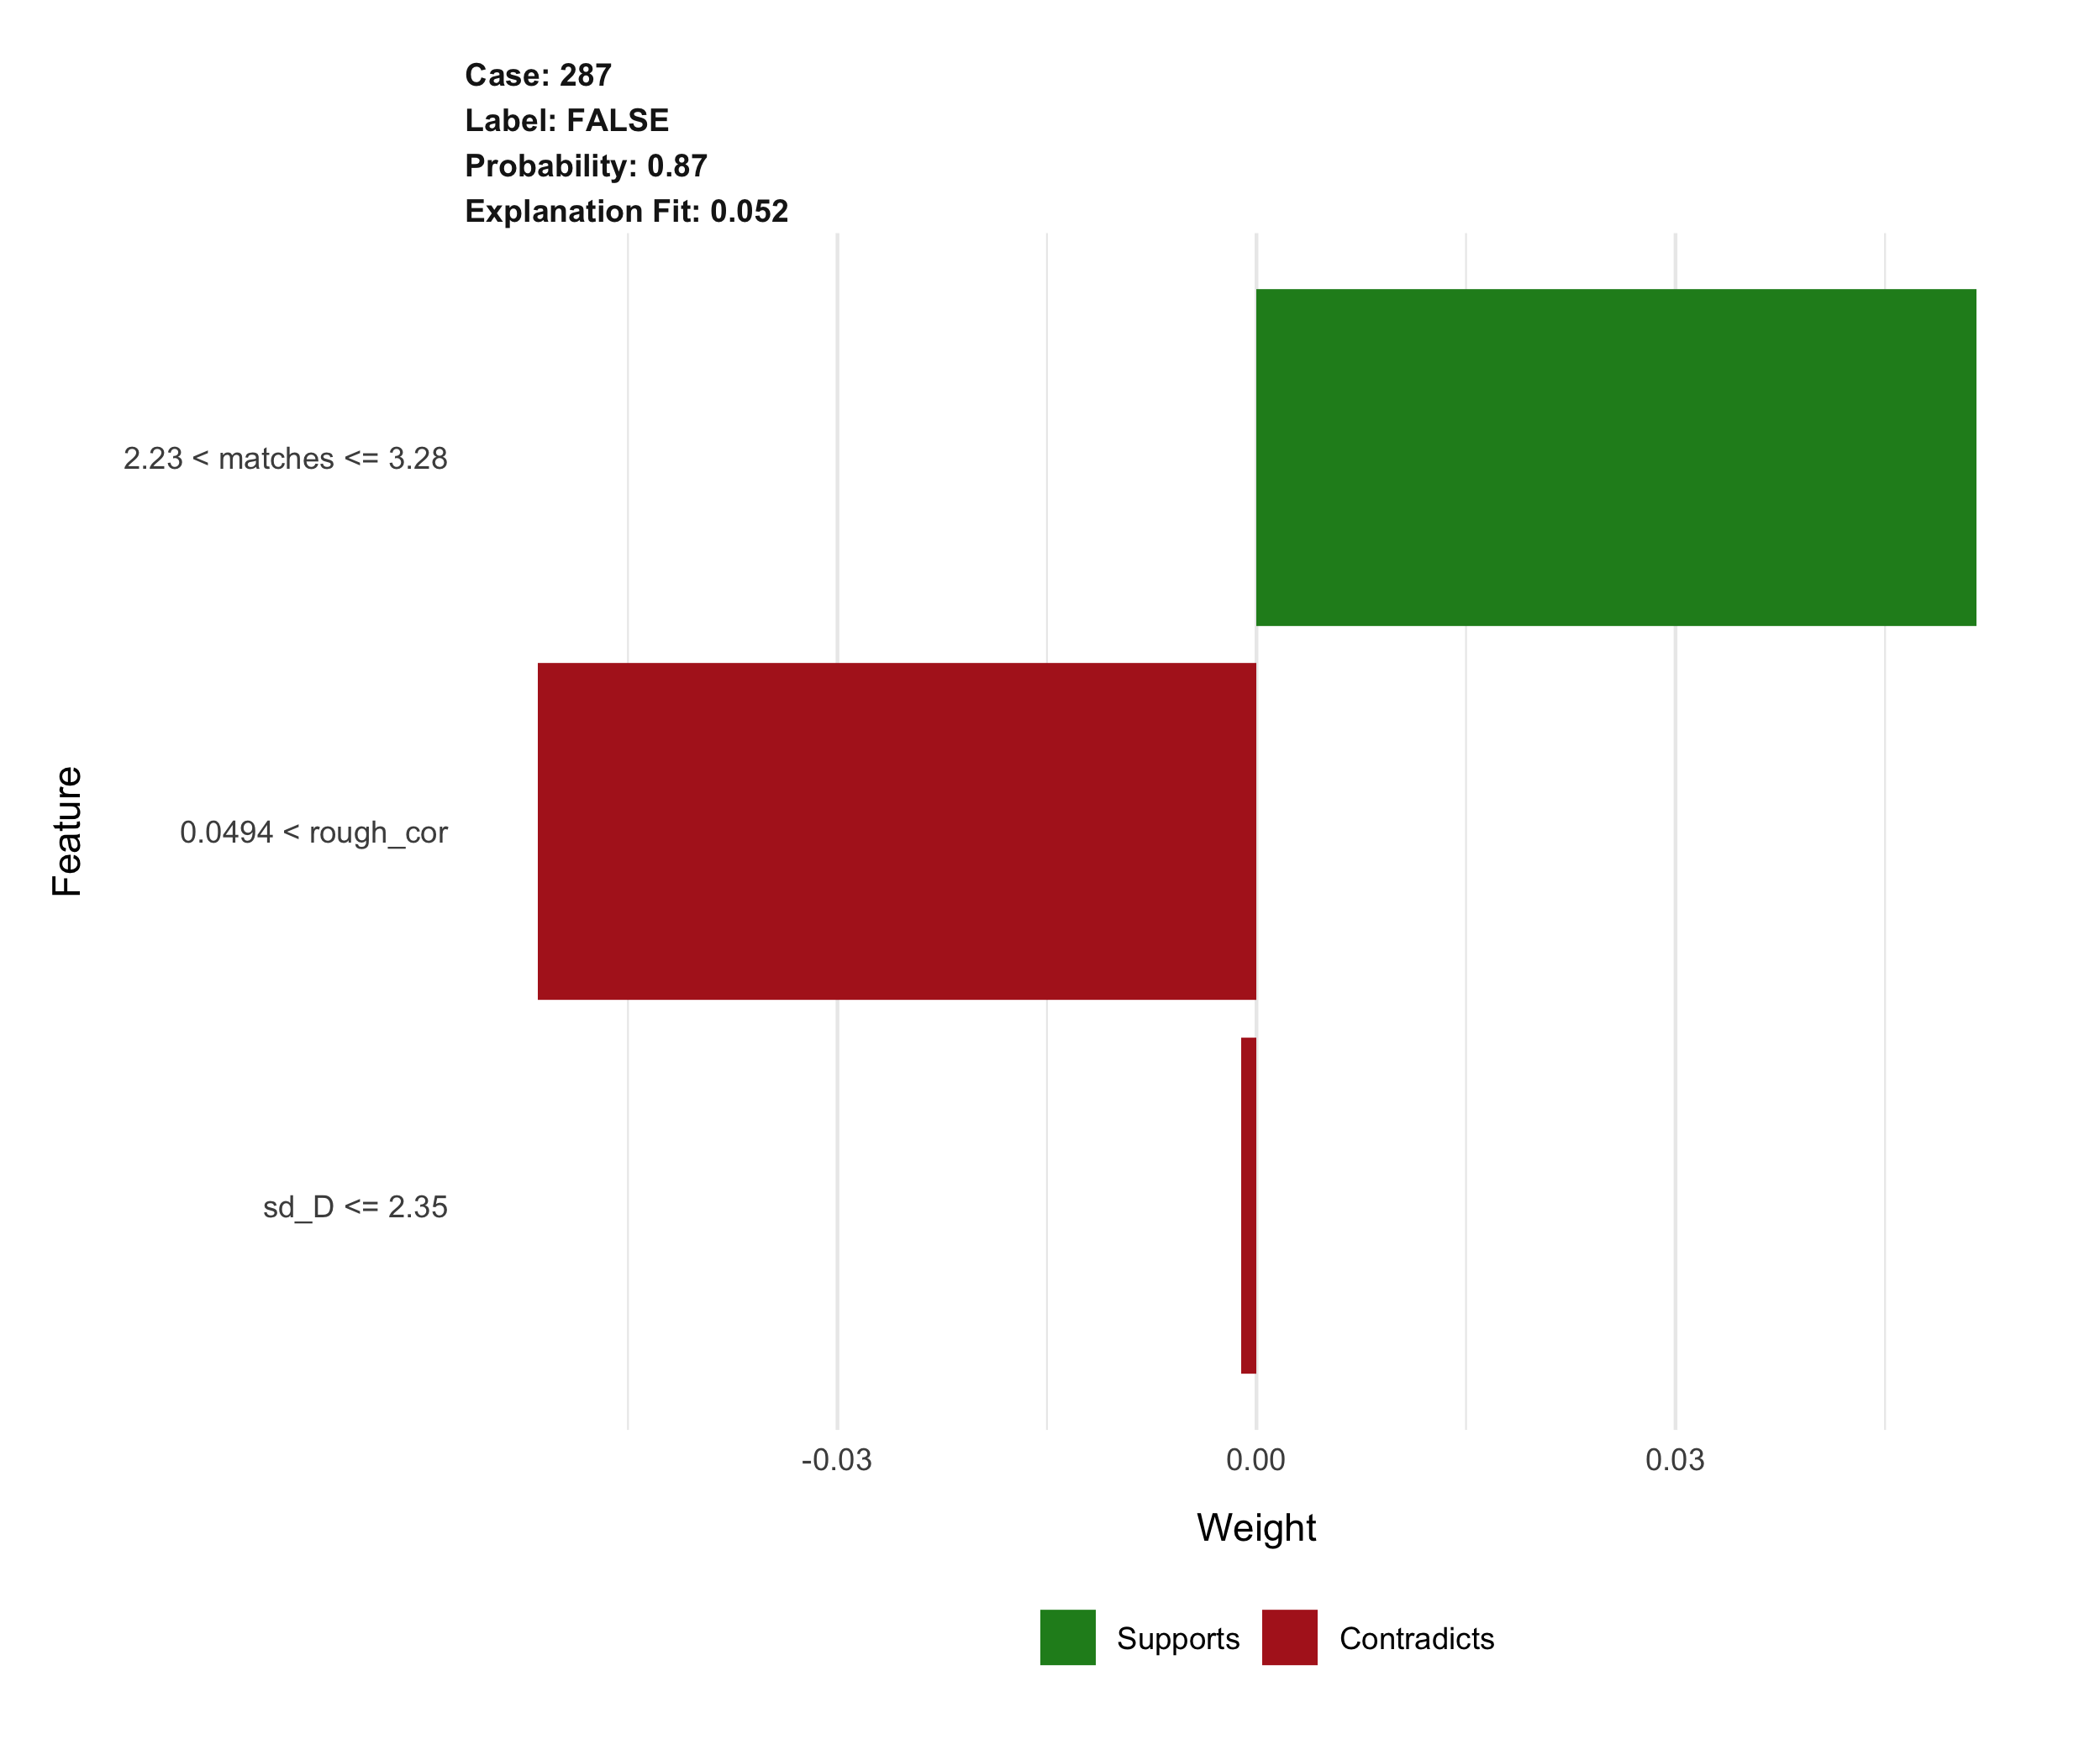 Case: 287
Label: FALSE
Probability: 0.87
Explanation Fit: 0.052
2.23 < matches <= 3.28
0.0494 < rough_cor
sd_D <= 2.35
Feature
-0.03 0.00 0.03
Weight
Supports Contradicts